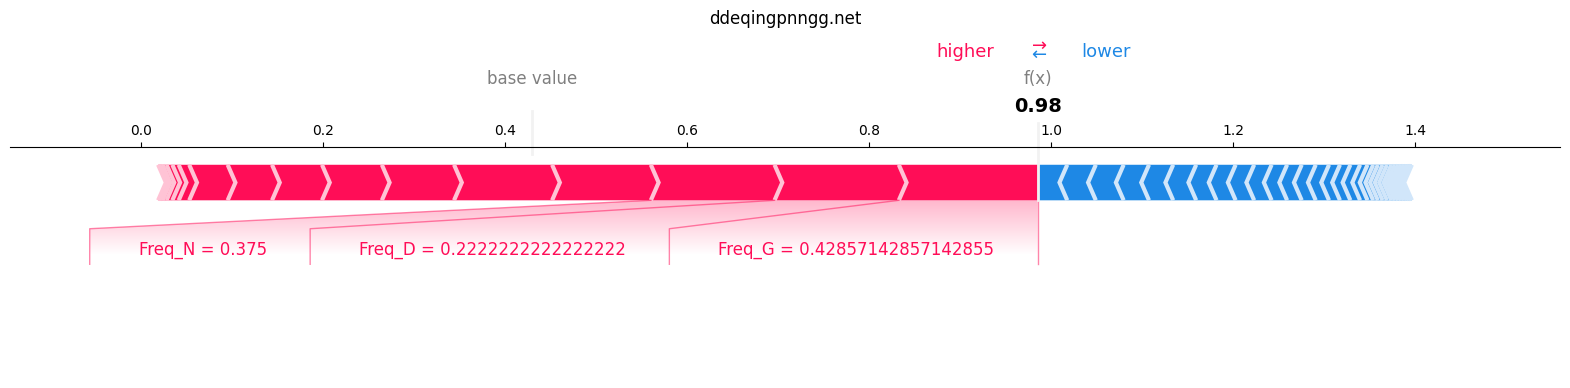 ddeqingpnngg.net
higher → ← lower
base value f(x)
0.98
0.0 0.2 0.4 0.6 0.8 1.0 1.2 1.4
Freq_N = 0.375 Freq_D = 0.2222222222222222 Freq_G = 0.42857142857142855